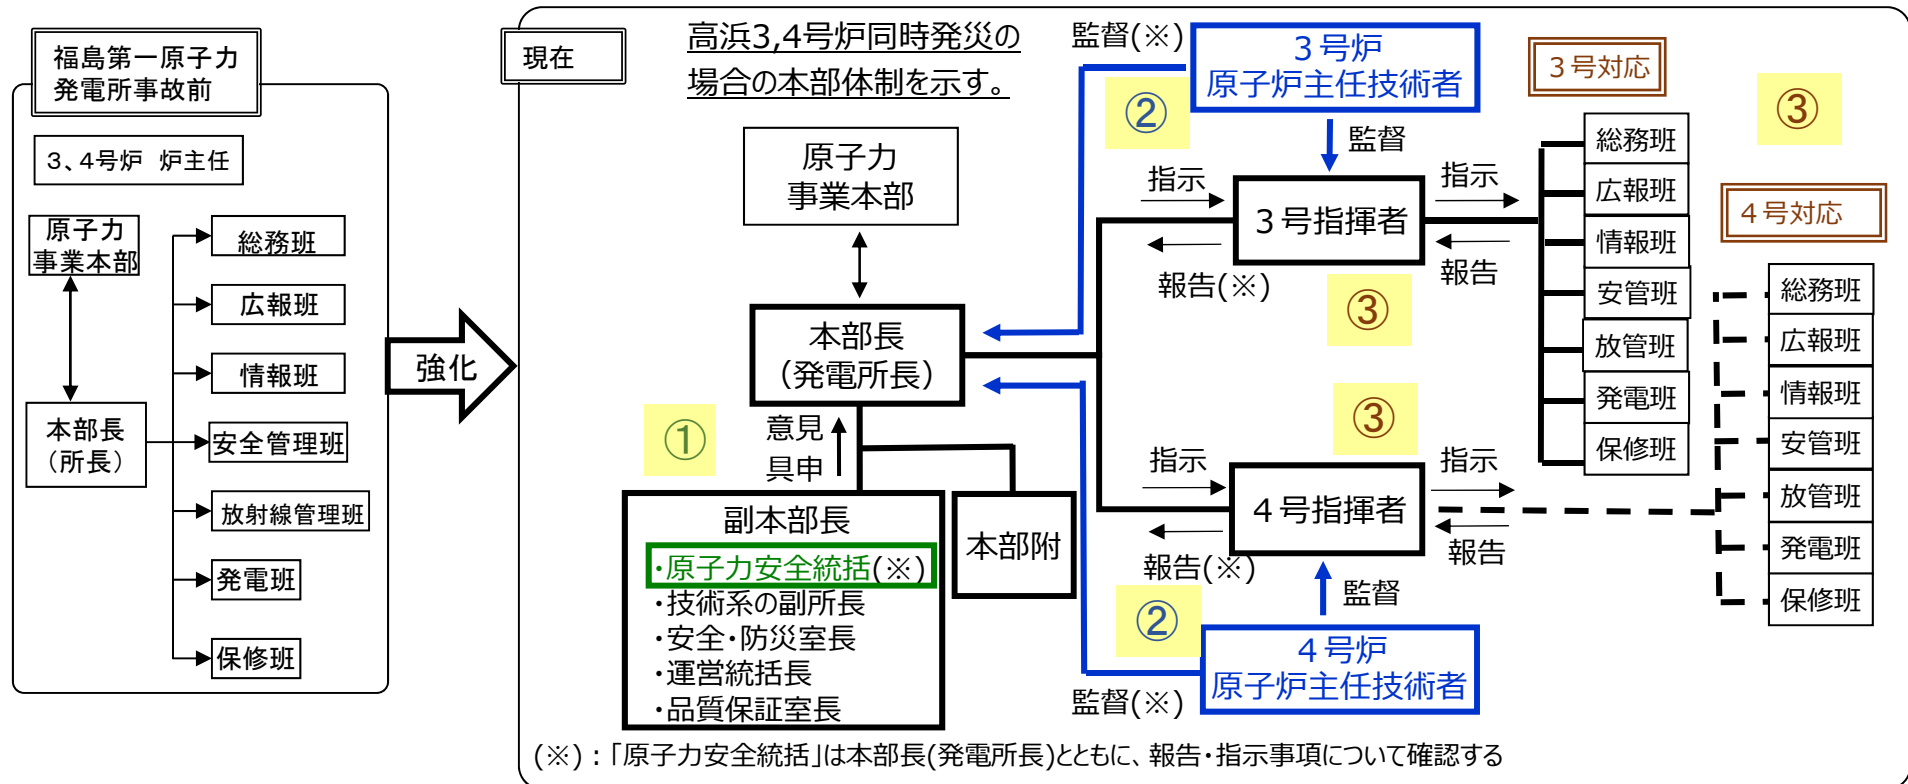 福島第一原子力
発電所事故前
3、4号炉 炉主任
原子力
事業本部
本部長
（所長）
総務班
広報班
情報班
安全管理班
放射線管理班
発電班
保修班
強化
現在
高浜3,4号炉同時発災の
場合の本部体制を示す。
原子力
事業本部
本部長
（発電所長）
①
意見
具申
副本部長
・原子力安全統括(※)
・技術系の副所長
・安全・防災室長
・運営統括長
・品質保証室長
本部附
監督(※)
②
３号炉
原子炉主任技術者
監督
指示
３号指揮者
報告(※)
指示
報告
③
③
指示
４号指揮者
報告(※)
指示
報告
監督
②
４号炉
原子炉主任技術者
監督(※)
３号対応
③
総務班
広報班
情報班
安管班
放管班
発電班
保修班
４号対応
総務班
広報班
情報班
安管班
放管班
発電班
保修班
(※)：「原子力安全統括」は本部長(発電所長)とともに、報告・指示事項について確認する